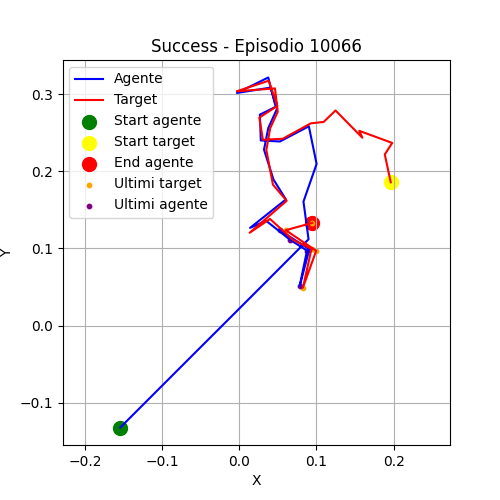 Success - Episodio 10066
Agente
Target
Start agente
Start target
End agente
Ultimi target
Ultimi agente
0.3
0.2
0.1
0.0
−0.1
−0.2
−0.1
0.0
0.1
0.2
X
Y